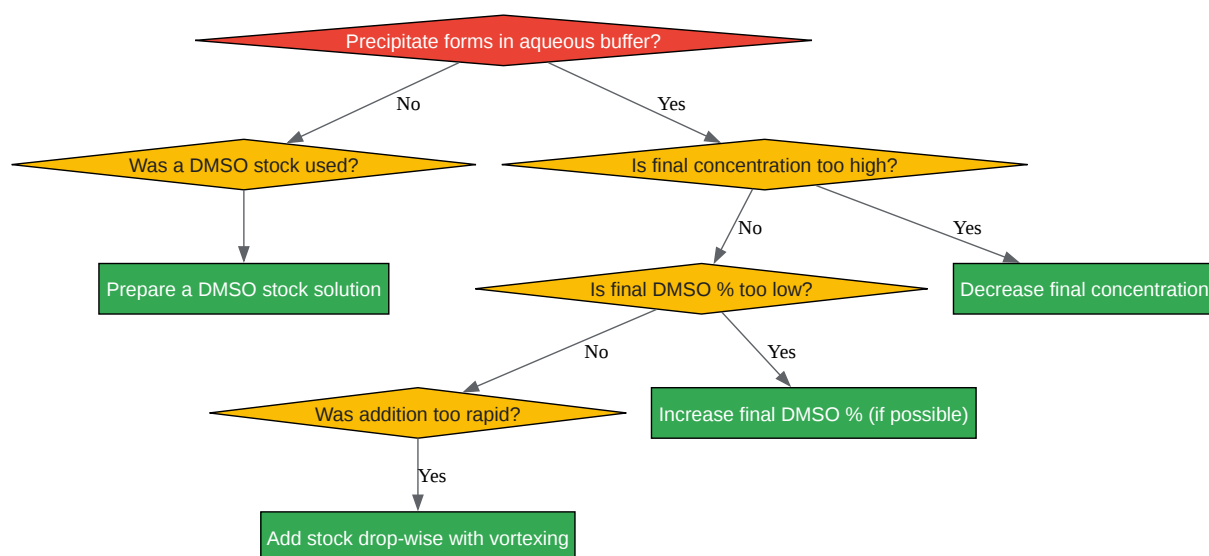 Precipitate forms in aqueous buffer?
No
Yes
Was a DMSO stock used?
Is final concentration too high?
No
Yes
Prepare a DMSO stock solution
Is final DMSO % too low?
Decrease final concentration
No
Yes
Was addition too rapid?
Increase final DMSO % (if possible)
Yes
Add stock drop-wise with vortexing